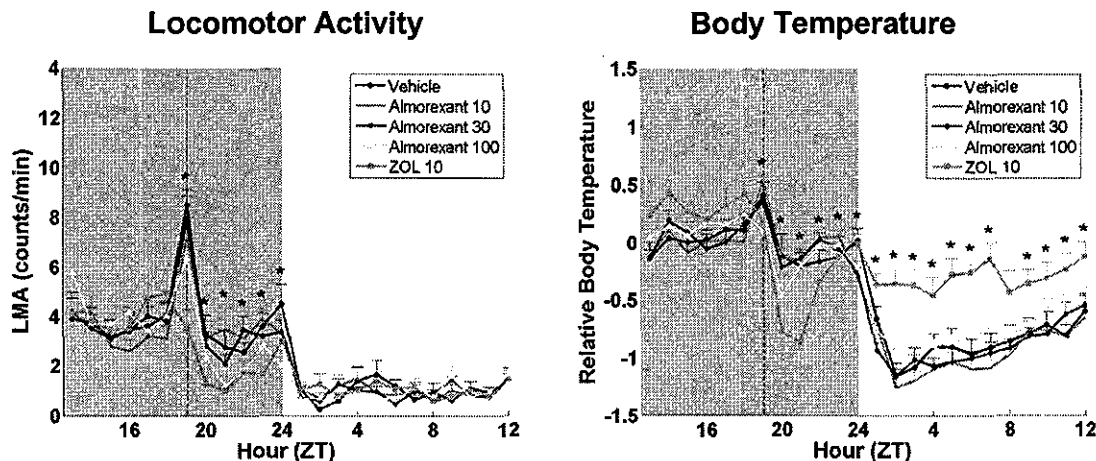 Locomotor Activity
Body Temperature
4
2
0
8
6
4
2
0
LMA (counts/min)
Vehicle
Almorexant 10
Almorexant 30
Almorexant 100
ZOL 10
* * * * * *
16 20 24 4 8 12
Hour (ZT)
1.5
1
0.5
0
-0.5
-1
-1.5
Relative Body Temperature
Vehicle
Almorexant 10
Almorexant 30
Almorexant 100
ZOL 10
* * * * * * * * * * * * * * * * * *
16 20 24 4 8 12
Hour (ZT)